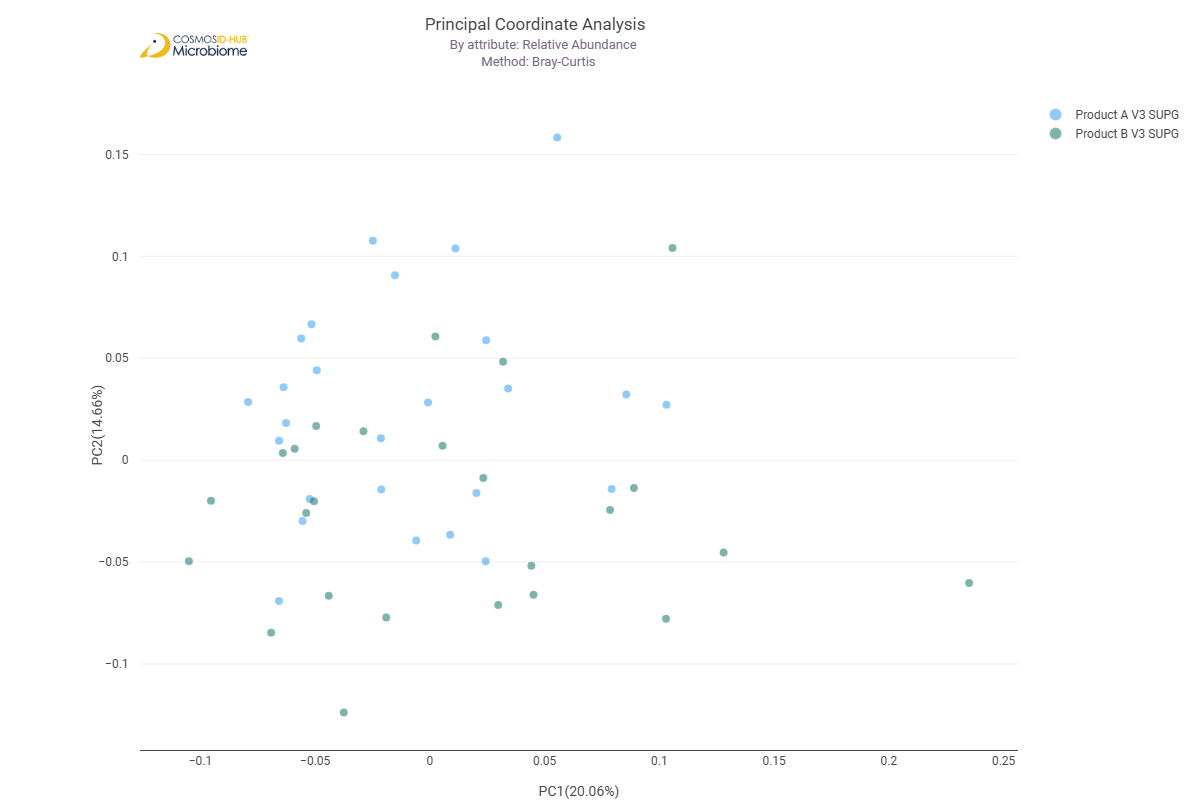 Principal Coordinate Analysis
By attribute: Relative Abundance
Method: Bray-Curtis
COSMOSID-HUB
Microbiome
Product A V3 SUPG
Product B V3 SUPG
0.15
0.1
0.05
0
−0.05
−0.1
PC2(14.66%)
−0.1
−0.05
0
0.05
0.1
0.15
0.2
0.25
PC1(20.06%)